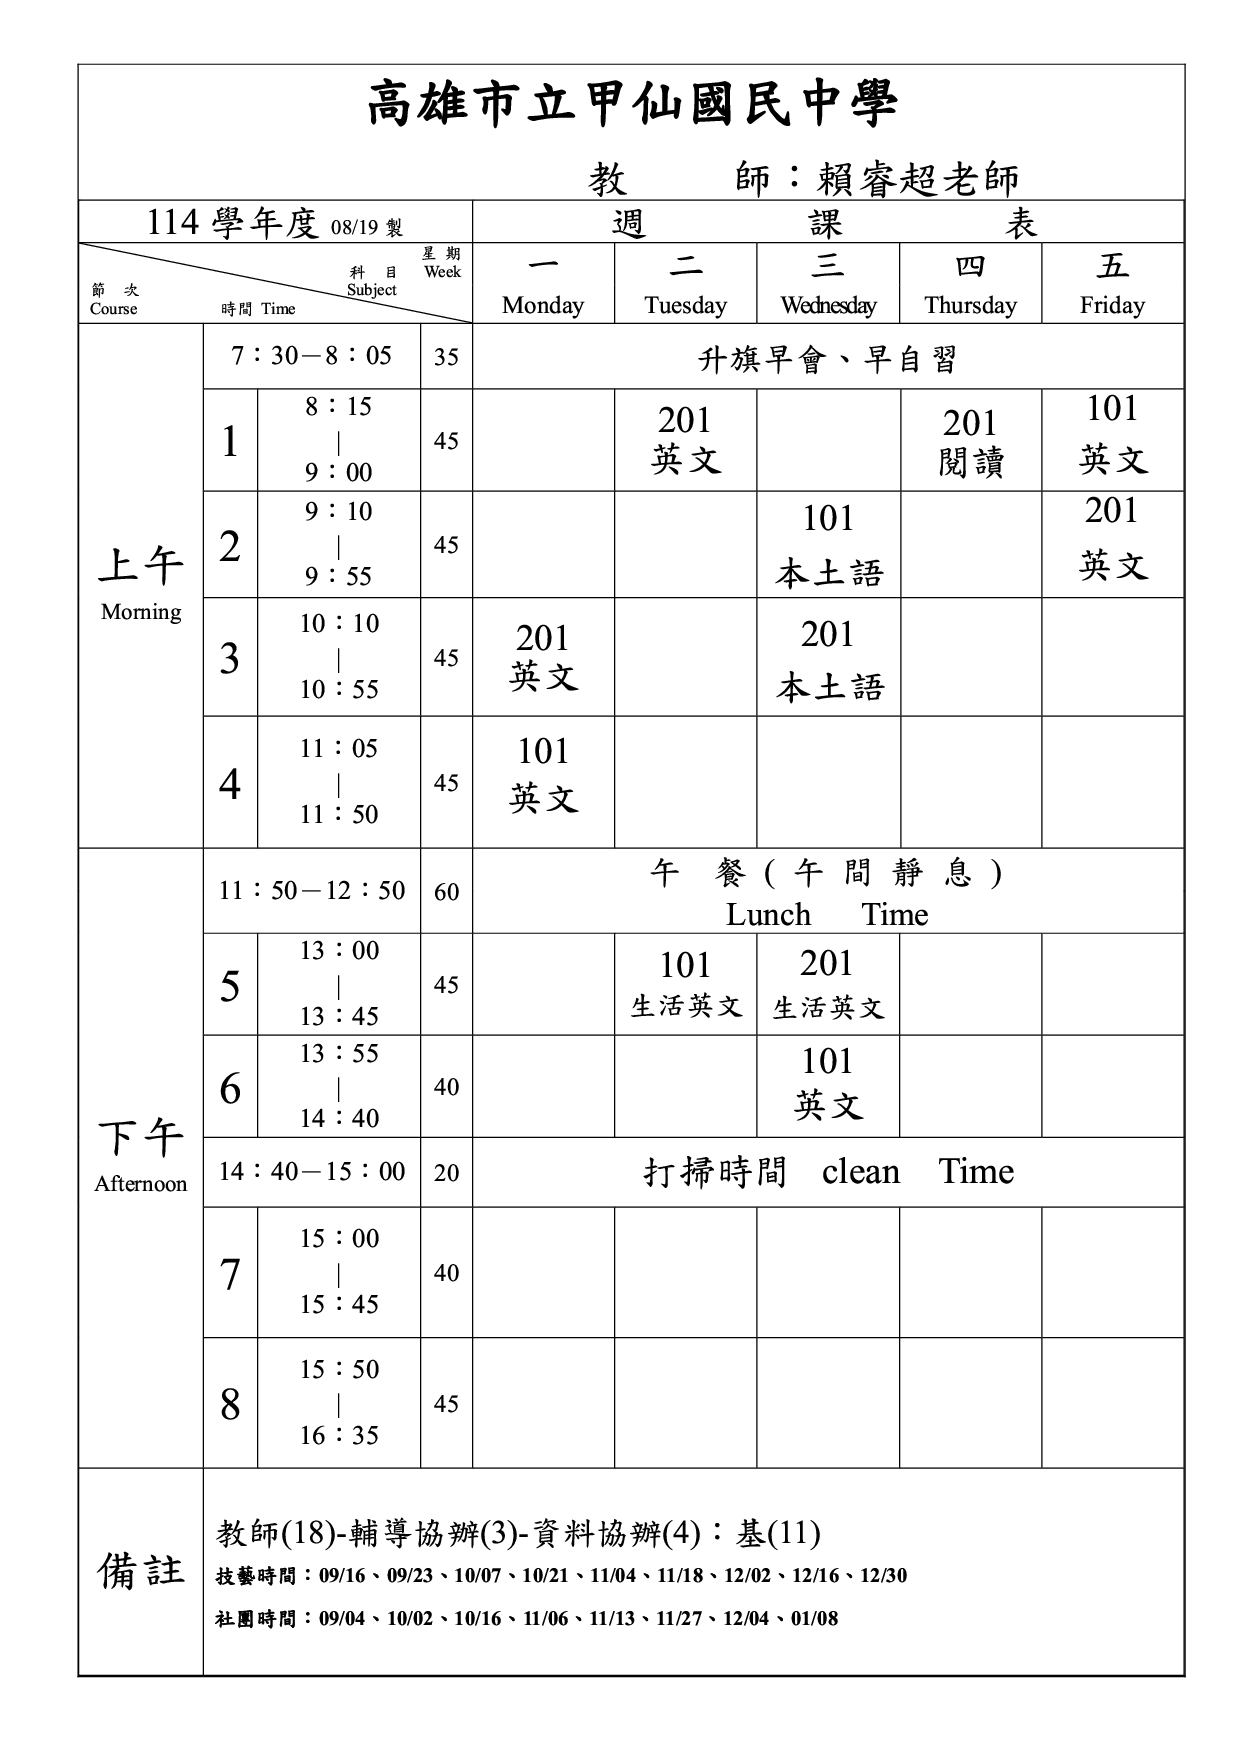 高雄市立甲仙國民中學
教　　師：賴睿超老師
114 學年度 08/19 製
週　課　表
星 期
Week
科 目
Subject
節 次
Course
時間 Time
一
Monday
二
Tuesday
三
Wednesday
四
Thursday
五
Friday
上午
Morning
7：30－8：05
35
升旗早會、早自習
1
8：15
｜
9：00
45
201
英文
201
閱讀
101
英文
2
9：10
｜
9：55
45
101
本土語
201
英文
3
10：10
｜
10：55
45
201
英文
201
本土語
4
11：05
｜
11：50
45
101
英文
下午
Afternoon
11：50－12：50
60
午 餐 ( 午 間 靜 息 )
Lunch Time
5
13：00
｜
13：45
45
101
生活英文
201
生活英文
6
13：55
｜
14：40
40
101
英文
14：40－15：00
20
打掃時間 clean Time
7
15：00
｜
15：45
40
8
15：50
｜
16：35
45
備註
教師(18)-輔導協辦(3)-資料協辦(4)：基(11)
技藝時間：09/16、09/23、10/07、10/21、11/04、11/18、12/02、12/16、12/30
社團時間：09/04、10/02、10/16、11/06、11/13、11/27、12/04、01/08